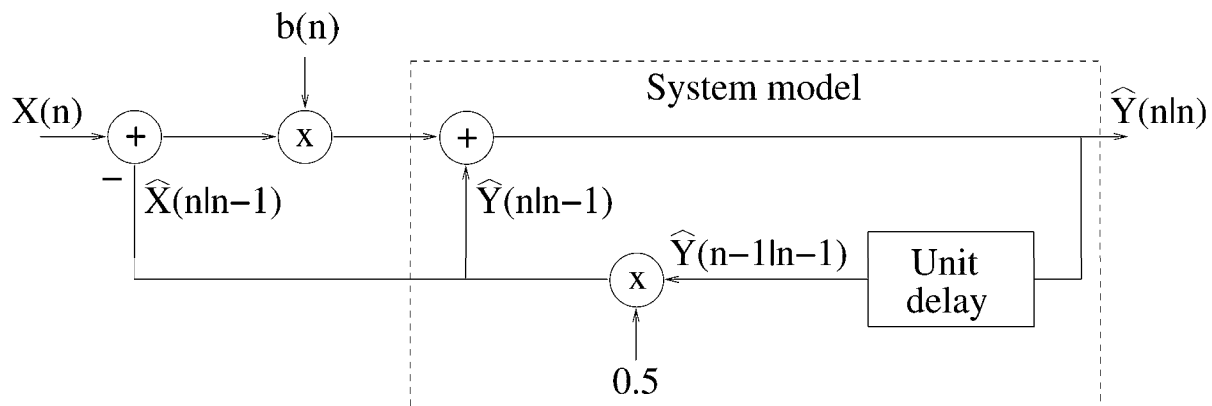 b(n)
System model
X(n)
Ŷ(n|n)
+
x
+
−
X̂(n|n−1)
Ŷ(n|n−1)
Ŷ(n−1|n−1)
Unit
delay
x
0.5